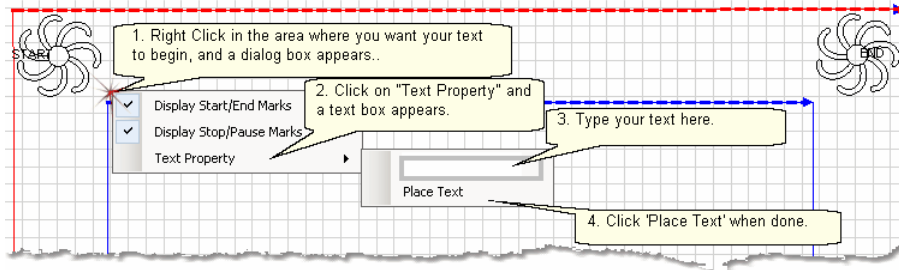 1. Right Click in the area where you want your text
to begin, and a dialog box appears..
START
END
2. Click on "Text Property" and
a text box appears.
Display Start/End Marks
Display Stop/Pause Marks
Text Property
3. Type your text here.
Place Text
4. Click 'Place Text' when done.